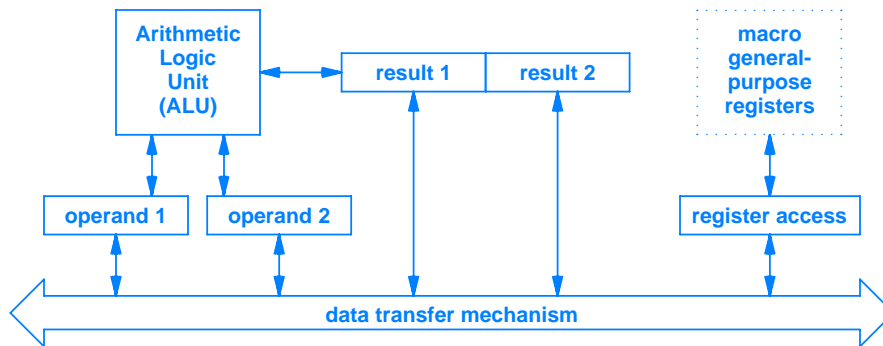 Arithmetic
Logic
Unit
(ALU)
result 1
result 2
macro
general-
purpose
registers
operand 1
operand 2
register access
data transfer mechanism